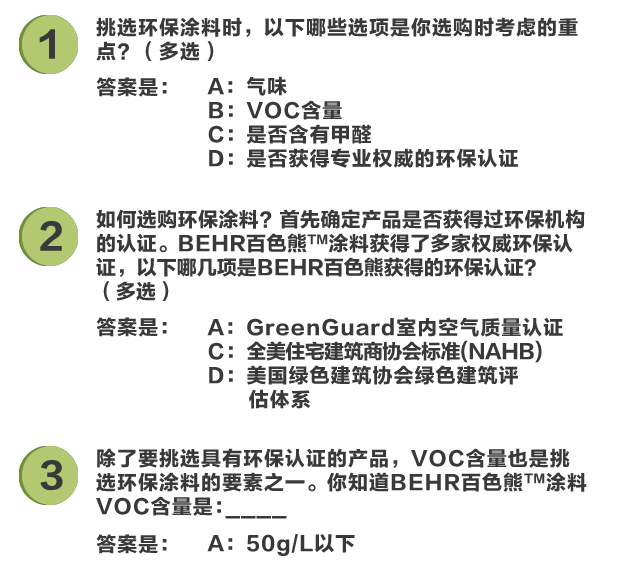 1
挑选环保涂料时，以下哪些选项是你选购时考虑的重
点？（多选）
答案是： A：气味
B：VOC含量
C：是否含有甲醛
D：是否获得专业权威的环保认证
2
如何选购环保涂料？首先确定产品是否获得过环保机构
的认证。BEHR百色熊™涂料获得了多家权威环保认
证，以下哪几项是BEHR百色熊获得的环保认证？
（多选）
答案是： A：GreenGuard室内空气质量认证
C：全美住宅建筑商协会标准(NAHB)
D：美国绿色建筑协会绿色建筑评
估体系
3
除了要挑选具有环保认证的产品，VOC含量也是挑
选环保涂料的要素之一。你知道BEHR百色熊™涂料
VOC含量是:____
答案是： A：50g/L以下